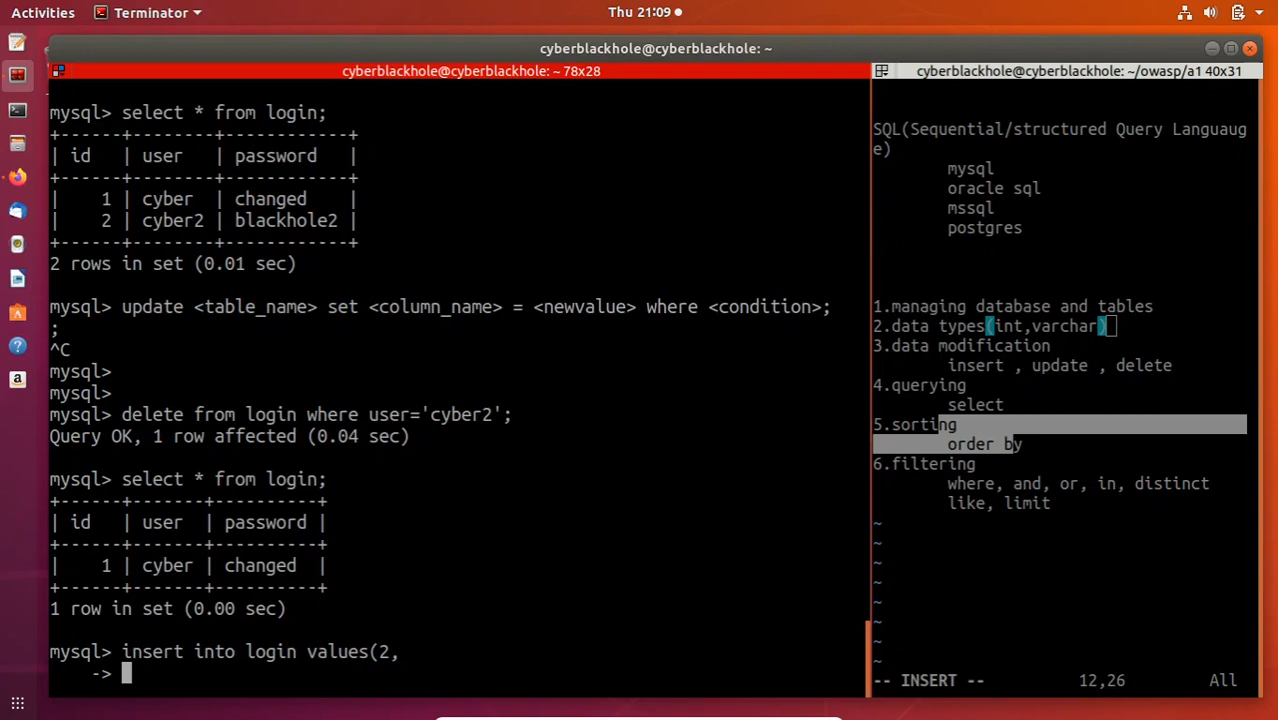 Activities
Terminator
Thu 21:09
cyberblackhole@cyberblackhole: ~
cyberblackhole@cyberblackhole: ~ 78x28
mysql> select * from login;
+------+--------+------------+
| id   | user   | password   |
+------+--------+------------+
|    1 | cyber  | changed    |
|    2 | cyber2 | blackhole2 |
+------+--------+------------+
2 rows in set (0.01 sec)
mysql> update <table_name> set <column_name> = <newvalue> where <condition>;
;
^C
mysql>
mysql>
mysql> delete from login where user='cyber2';
Query OK, 1 row affected (0.04 sec)
mysql> select * from login;
+------+-------+----------+
| id   | user  | password |
+------+-------+----------+
|    1 | cyber | changed  |
+------+-------+----------+
1 row in set (0.00 sec)
mysql> insert into login values(2,
    ->
cyberblackhole@cyberblackhole: ~/owasp/a1 40x31
SQL(Sequential/structured Query Languaug
e)
mysql
oracle sql
mssql
postgres
1.managing database and tables
2.data types(int,varchar)
3.data modification
insert , update , delete
4.querying
select
5.sorting
order by
6.filtering
where, and, or, in, distinct
like, limit
~
~
~
~
~
~
~
~
-- INSERT --
12,26
All